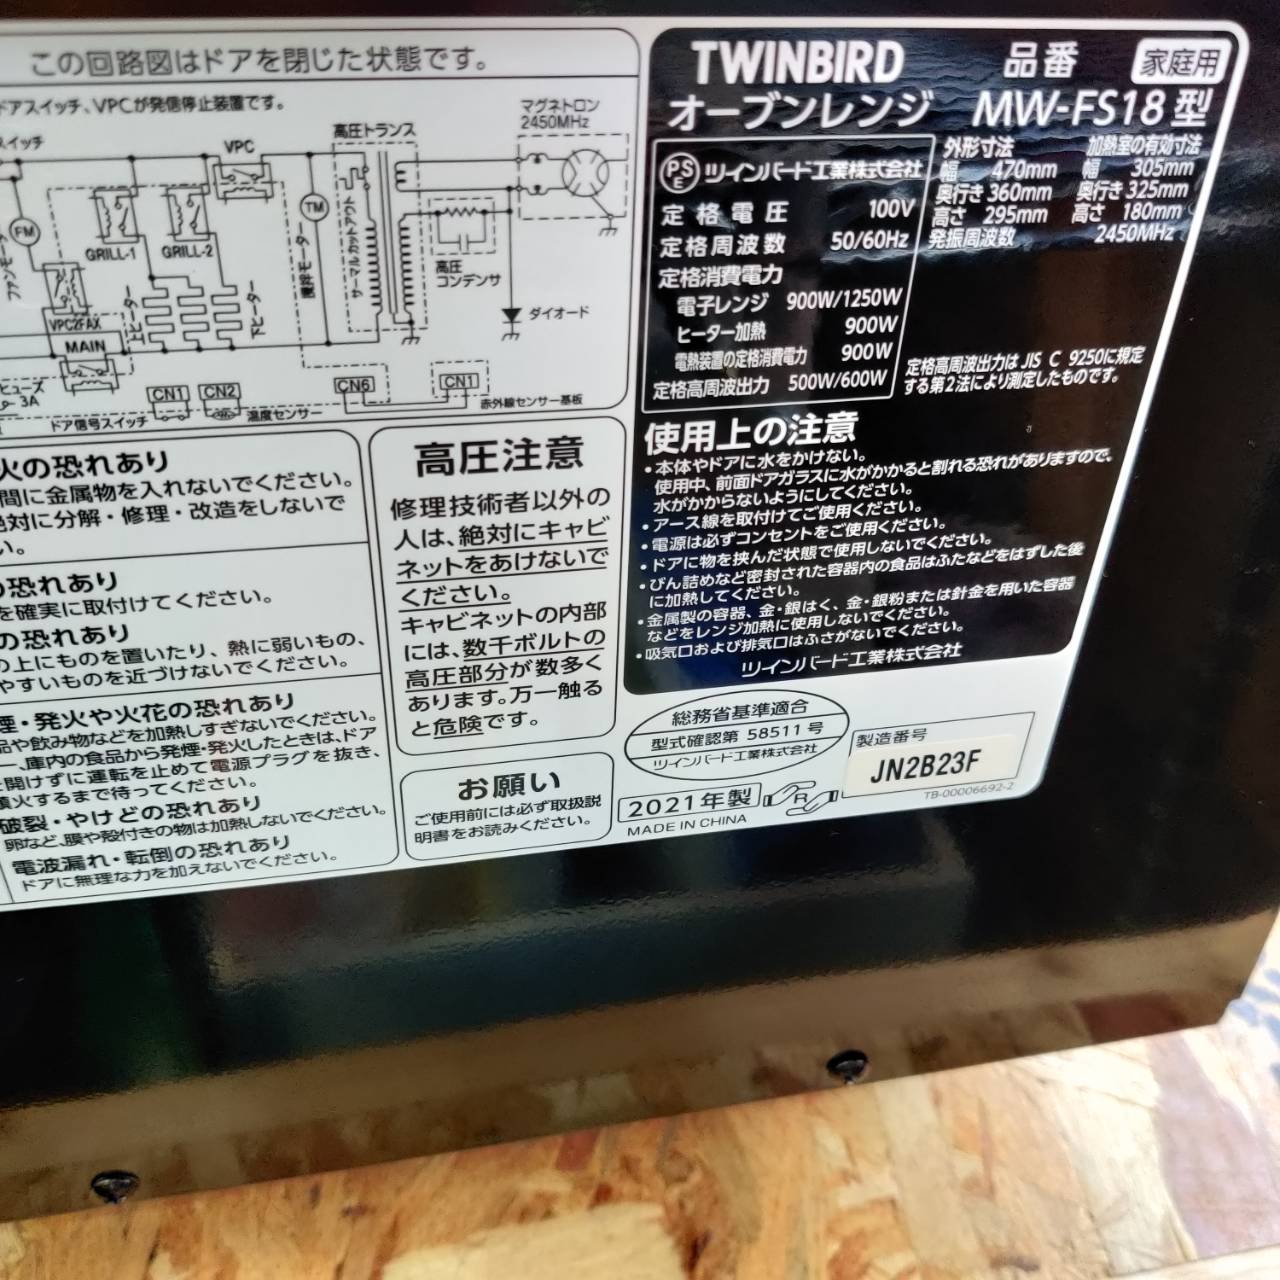 この回路図はドアを閉じた状態です。
ドアスイッチ、VPCが発信停止装置です。
スイッチ
VPC
高圧トランス
マグネトロン
2450MHz
FM
GRILL-1
GRILL-2
TM
ファンモーター
VPC2FAX
上ヒーター
下ヒーター
サーマルカットアウト
高圧
コンデンサ
ダイオード
MAIN
ヒューズ
3A
CN1
CN2
CN6
CN1
ドア信号スイッチ
温度センサー
赤外線センサー基板
火の恐れあり
間に金属物を入れないでください。
絶対に分解・修理・改造をしないで
い。
の恐れあり
を確実に取付けてください。
の恐れあり
の上にものを置いたり、熱に弱いもの、
やすいものを近づけないでください。
煙・発火や火花の恐れあり
品や飲み物などを加熱しすぎないでください。
庫内の食品から発煙・発火したときは、ドア
を開けずに運転を止めて電源プラグを抜き、
鎮火するまで待ってください。
破裂・やけどの恐れあり
卵など、膜や殻付きの物は加熱しないでください。
電波漏れ・転倒の恐れあり
ドアに無理な力を加えないでください。
高圧注意
修理技術者以外の
人は、絶対にキャビ
ネットをあけないで
ください。
キャビネットの内部
には、数千ボルトの
高圧部分が数多く
あります。万一触る
と危険です。
お願い
ご使用前には必ず取扱説
明書をお読みください。
TWINBIRD 品番 家庭用
オーブンレンジ MW-FS18型
PSE ツインバード工業株式会社
定格電圧 100V
定格周波数 50/60Hz
定格消費電力
電子レンジ 900W/1250W
ヒーター加熱 900W
電熱装置の定格消費電力 900W
定格高周波出力 500W/600W
外形寸法 加熱室の有効寸法
幅 470mm 幅 305mm
奥行き 360mm 奥行き 325mm
高さ 295mm 高さ 180mm
発振周波数 2450MHz
定格高周波出力は JIS C 9250に規定
する第2法により測定したものです。
使用上の注意
・本体やドアに水をかけない。
使用中、前面ドアガラスに水がかかると割れる恐れがありますので、
水がかからないようにしてください。
・アース線を取付けてご使用ください。
・電源は必ずコンセントをご使用ください。
・ドアに物を挟んだ状態で使用しないでください。
・びん詰めなど密封された容器内の食品はふたなどをはずした後
に加熱してください。
・金属製の容器、金・銀はく、金・銀粉または針金を用いた容器
などをレンジ加熱に使用しないでください。
・吸気口および排気口はふさがないでください。
ツインバード工業株式会社
総務省基準適合
型式確認第 58511 号
ツインバード工業株式会社
製造番号
JN2B23F
2021年製
R
TB-00006692-2
MADE IN CHINA